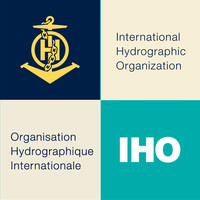 International
Hydrographic
Organization
Organisation
Hydrographique
Internationale
IHO